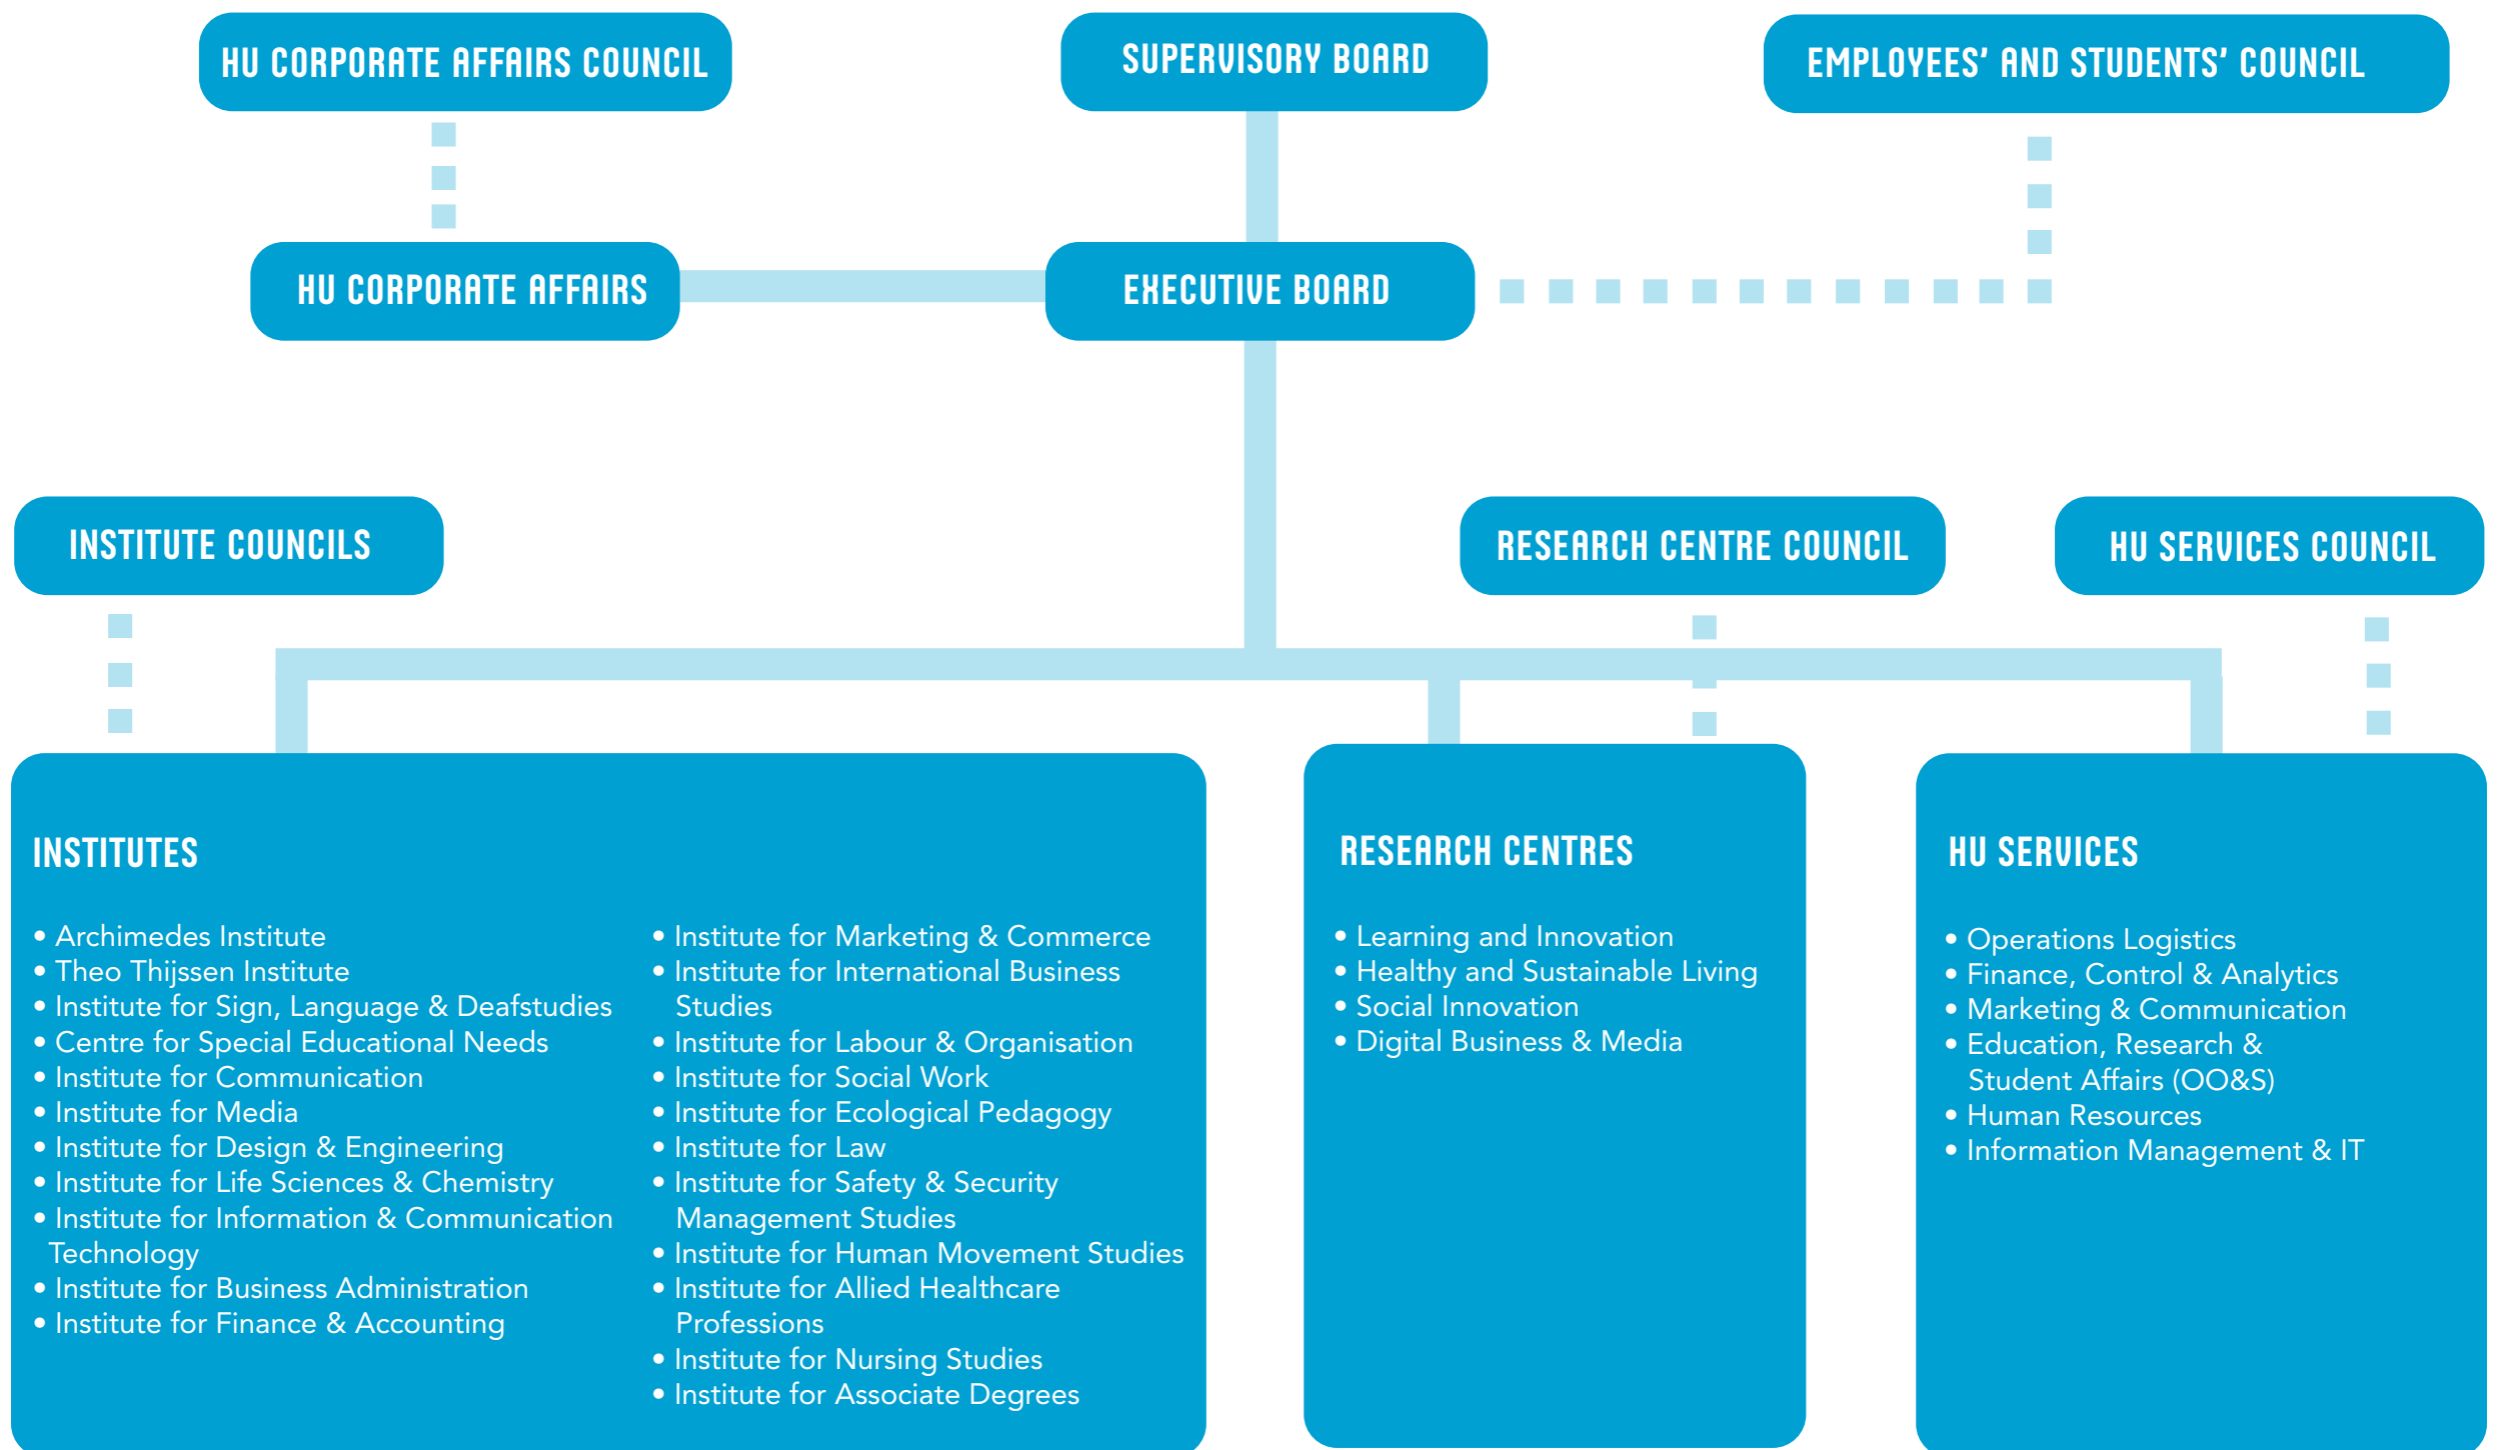 HU CORPORATE AFFAIRS COUNCIL
SUPERVISORY BOARD
EMPLOYEES' AND STUDENTS' COUNCIL
HU CORPORATE AFFAIRS
EXECUTIVE BOARD
INSTITUTE COUNCILS
RESEARCH CENTRE COUNCIL
HU SERVICES COUNCIL
INSTITUTES
• Archimedes Institute
• Theo Thijssen Institute
• Institute for Sign, Language & Deafstudies
• Centre for Special Educational Needs
• Institute for Communication
• Institute for Media
• Institute for Design & Engineering
• Institute for Life Sciences & Chemistry
• Institute for Information & Communication
Technology
• Institute for Business Administration
• Institute for Finance & Accounting
• Institute for Marketing & Commerce
• Institute for International Business
Studies
• Institute for Labour & Organisation
• Institute for Social Work
• Institute for Ecological Pedagogy
• Institute for Law
• Institute for Safety & Security
Management Studies
• Institute for Human Movement Studies
• Institute for Allied Healthcare
Professions
• Institute for Nursing Studies
• Institute for Associate Degrees
RESEARCH CENTRES
• Learning and Innovation
• Healthy and Sustainable Living
• Social Innovation
• Digital Business & Media
HU SERVICES
• Operations Logistics
• Finance, Control & Analytics
• Marketing & Communication
• Education, Research &
Student Affairs (OO&S)
• Human Resources
• Information Management & IT